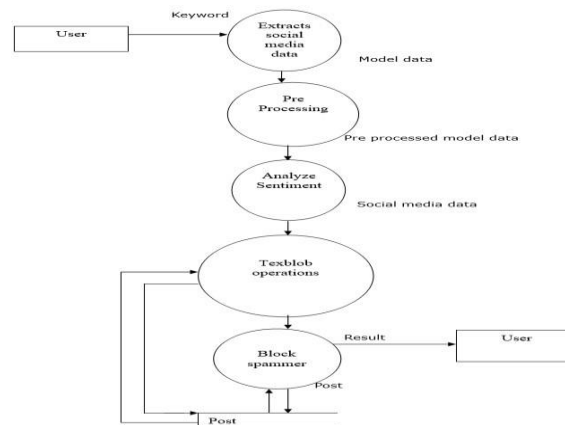 Keyword
User
Extracts
social
media
data
Model data
Pre
Processing
Pre processed model data
Analyze
Sentiment
Social media data
Texblob
operations
Result
User
Block
spammer
Post
Post